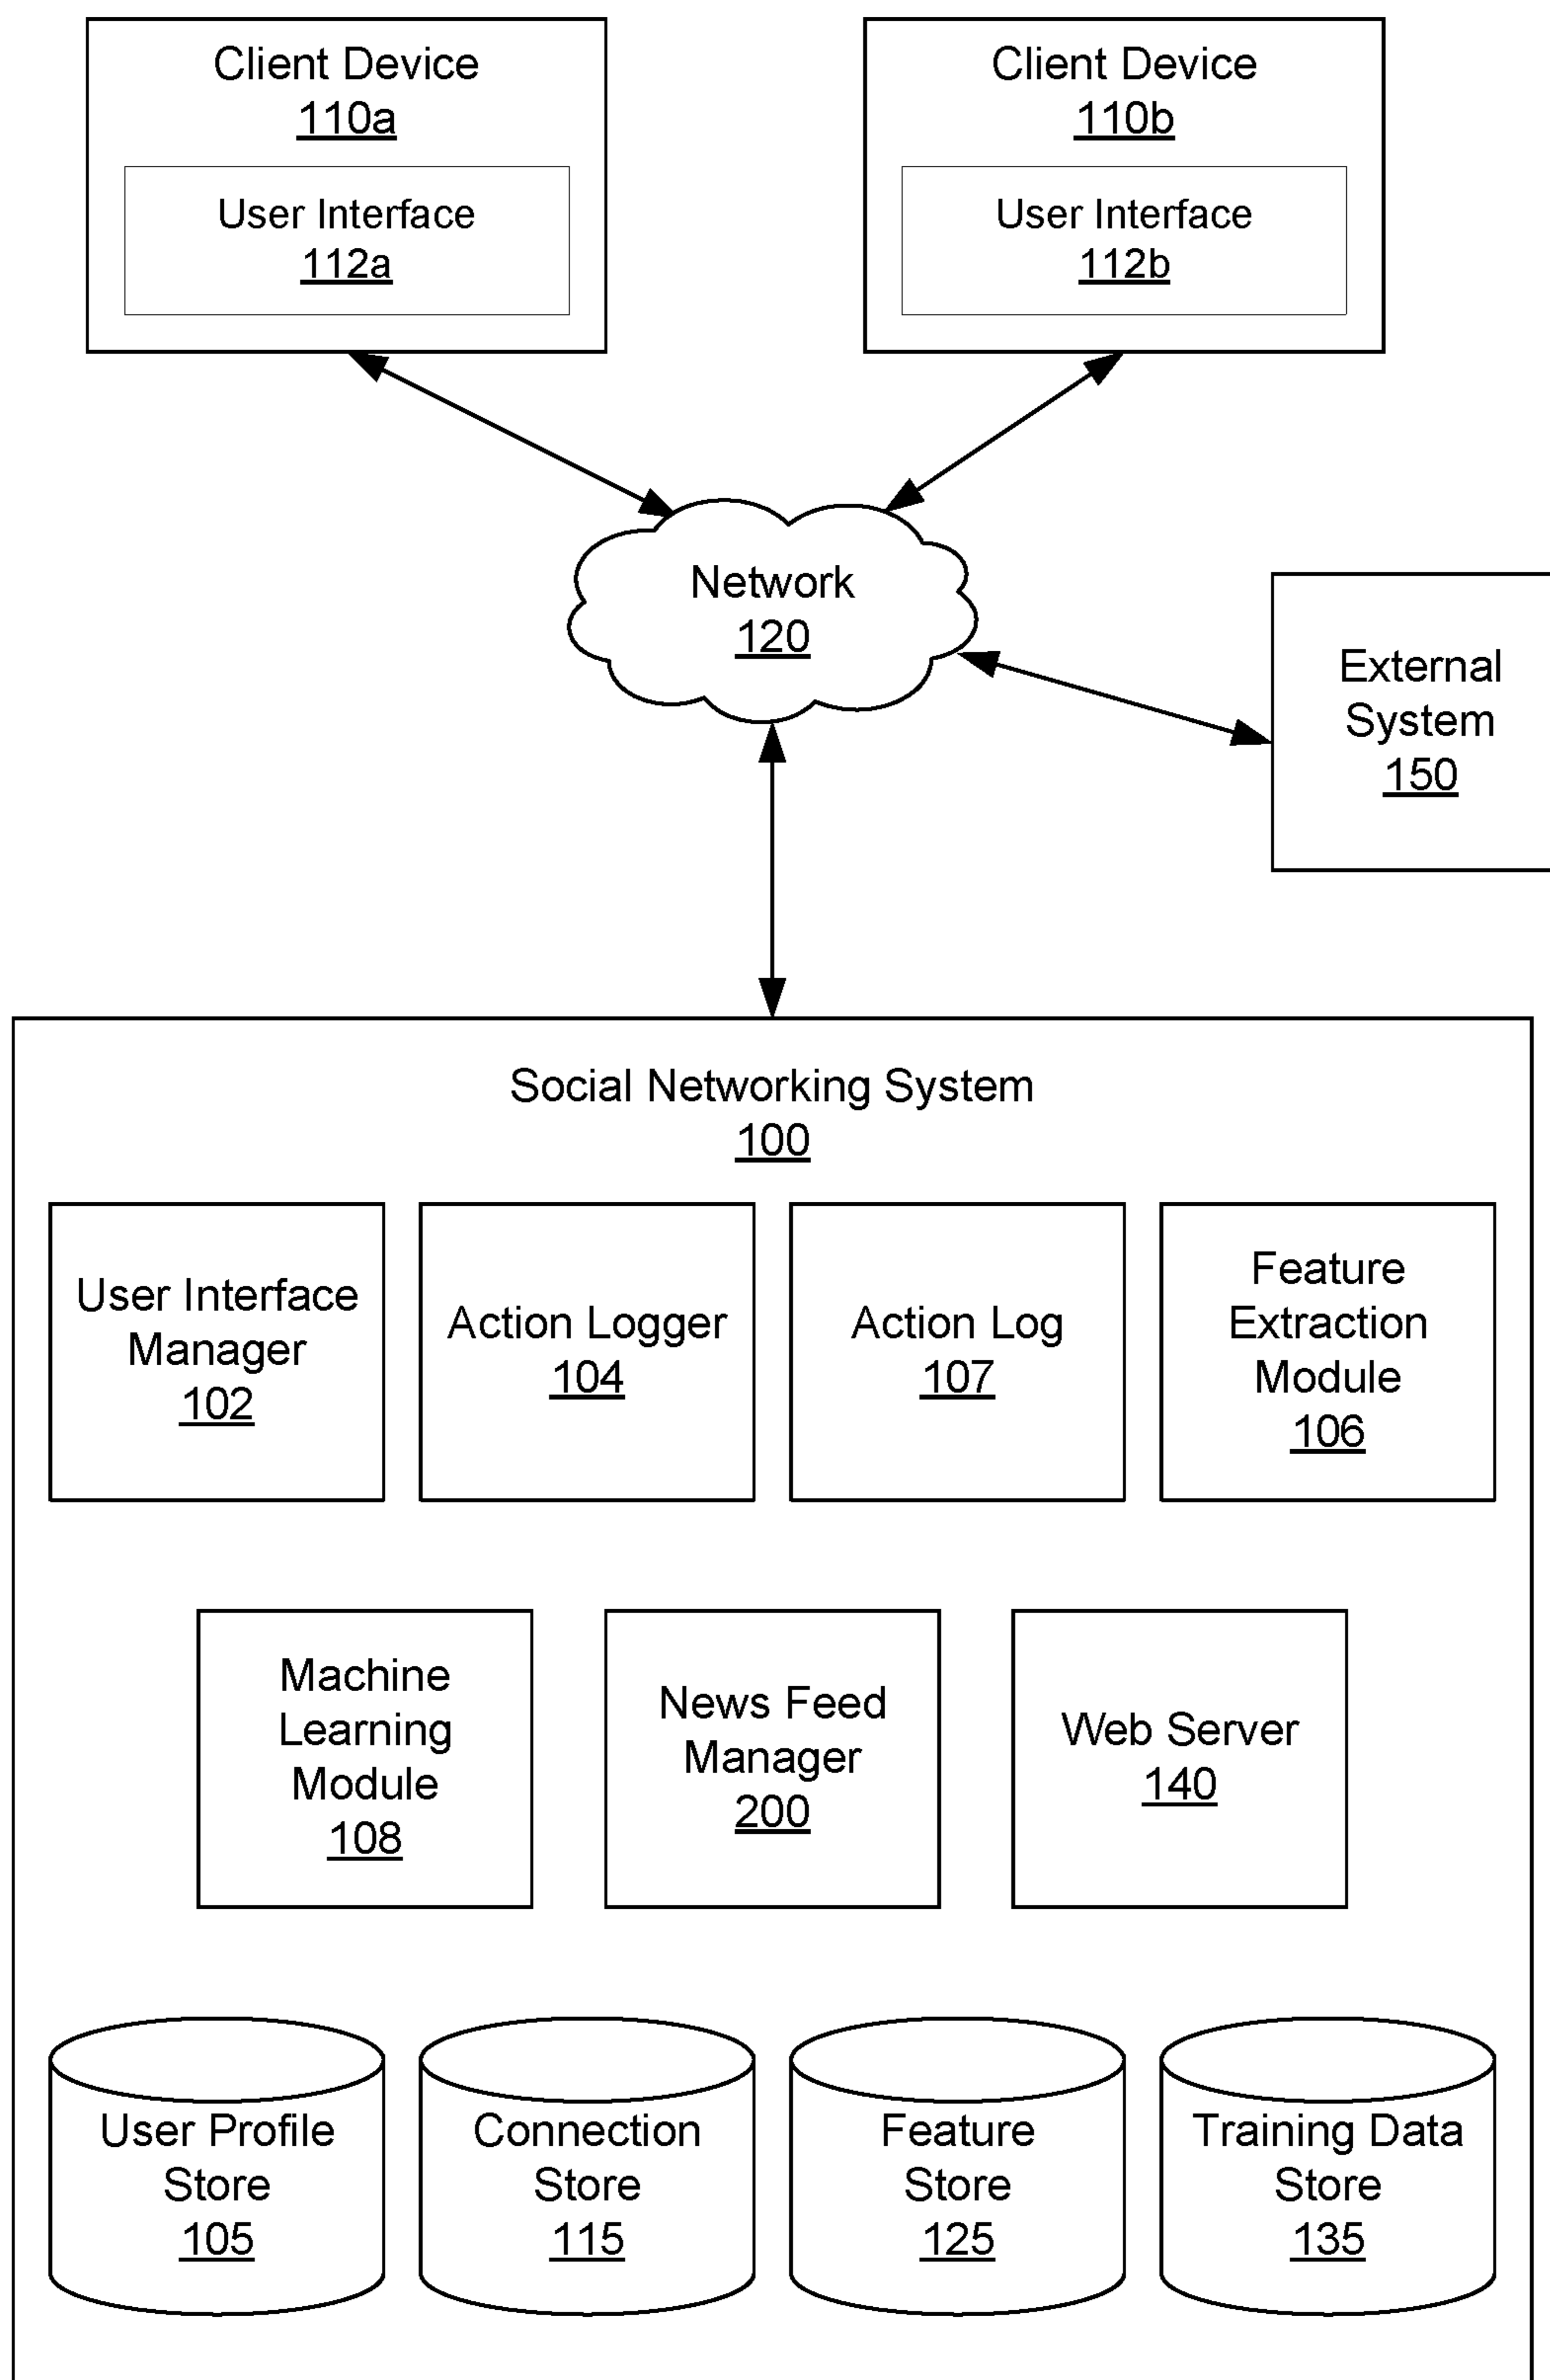 Client Device
110a
User Interface
112a
Client Device
110b
User Interface
112b
Network
120
External
System
150
Social Networking System
100
User Interface
Manager
102
Action Logger
104
Action Log
107
Feature
Extraction
Module
106
Machine
Learning
Module
108
News Feed
Manager
200
Web Server
140
User Profile
Store
105
Connection
Store
115
Feature
Store
125
Training Data
Store
135